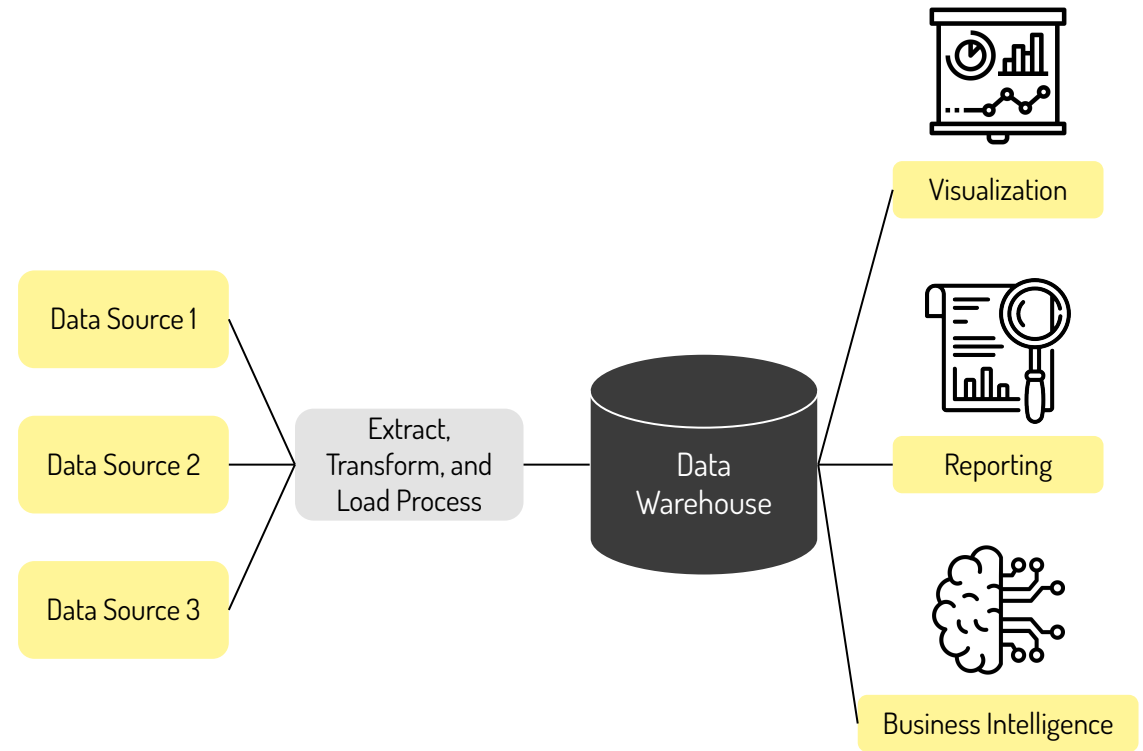 Visualization
Data Source 1
Data Source 2
Data Source 3
Extract,
Transform, and
Load Process
Data
Warehouse
Reporting
Business Intelligence